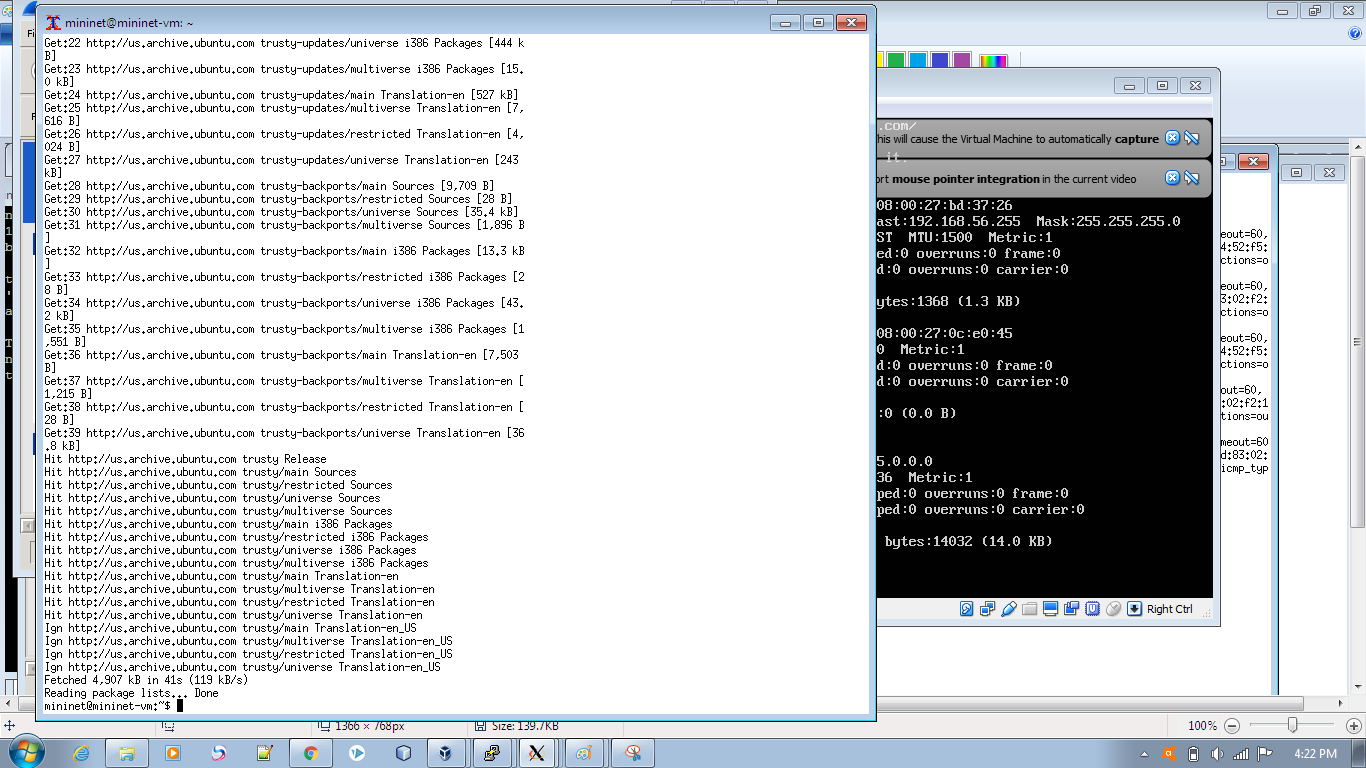 mininet@mininet-vm: ~
Get:22 http://us.archive.ubuntu.com trusty-updates/universe i386 Packages [444 k
B]
Get:23 http://us.archive.ubuntu.com trusty-updates/multiverse i386 Packages [15.
0 kB]
Get:24 http://us.archive.ubuntu.com trusty-updates/main Translation-en [527 kB]
Get:25 http://us.archive.ubuntu.com trusty-updates/multiverse Translation-en [7,
616 B]
Get:26 http://us.archive.ubuntu.com trusty-updates/restricted Translation-en [4,
024 B]
Get:27 http://us.archive.ubuntu.com trusty-updates/universe Translation-en [243
kB]
Get:28 http://us.archive.ubuntu.com trusty-backports/main Sources [9,709 B]
Get:29 http://us.archive.ubuntu.com trusty-backports/restricted Sources [28 B]
Get:30 http://us.archive.ubuntu.com trusty-backports/universe Sources [35.4 kB]
Get:31 http://us.archive.ubuntu.com trusty-backports/multiverse Sources [1,896 B
]
Get:32 http://us.archive.ubuntu.com trusty-backports/main i386 Packages [13.3 kB
]
Get:33 http://us.archive.ubuntu.com trusty-backports/restricted i386 Packages [2
8 B]
Get:34 http://us.archive.ubuntu.com trusty-backports/universe i386 Packages [43.
2 kB]
Get:35 http://us.archive.ubuntu.com trusty-backports/multiverse i386 Packages [1
,551 B]
Get:36 http://us.archive.ubuntu.com trusty-backports/main Translation-en [7,503
B]
Get:37 http://us.archive.ubuntu.com trusty-backports/multiverse Translation-en [
1,215 B]
Get:38 http://us.archive.ubuntu.com trusty-backports/restricted Translation-en [
28 B]
Get:39 http://us.archive.ubuntu.com trusty-backports/universe Translation-en [36
.8 kB]
Hit http://us.archive.ubuntu.com trusty Release
Hit http://us.archive.ubuntu.com trusty/main Sources
Hit http://us.archive.ubuntu.com trusty/restricted Sources
Hit http://us.archive.ubuntu.com trusty/universe Sources
Hit http://us.archive.ubuntu.com trusty/multiverse Sources
Hit http://us.archive.ubuntu.com trusty/main i386 Packages
Hit http://us.archive.ubuntu.com trusty/restricted i386 Packages
Hit http://us.archive.ubuntu.com trusty/universe i386 Packages
Hit http://us.archive.ubuntu.com trusty/multiverse i386 Packages
Hit http://us.archive.ubuntu.com trusty/main Translation-en
Hit http://us.archive.ubuntu.com trusty/multiverse Translation-en
Hit http://us.archive.ubuntu.com trusty/restricted Translation-en
Hit http://us.archive.ubuntu.com trusty/universe Translation-en
Ign http://us.archive.ubuntu.com trusty/main Translation-en_US
Ign http://us.archive.ubuntu.com trusty/multiverse Translation-en_US
Ign http://us.archive.ubuntu.com trusty/restricted Translation-en_US
Ign http://us.archive.ubuntu.com trusty/universe Translation-en_US
Fetched 4,907 kB in 41s (119 kB/s)
Reading package lists... Done
mininet@mininet-vm:~$
.com/
his will cause the Virtual Machine to automatically capture
it.
ort mouse pointer integration in the current video
08:00:27:bd:37:26
ast:192.168.56.255  Mask:255.255.255.0
ST  MTU:1500  Metric:1
ped:0 overruns:0 frame:0
d:0 overruns:0 carrier:0
ytes:1368 (1.3 KB)
08:00:27:0c:e0:45
0  Metric:1
d:0 overruns:0 frame:0
d:0 overruns:0 carrier:0
:0 (0.0 B)
5.0.0.0
36  Metric:1
ped:0 overruns:0 frame:0
ped:0 overruns:0 carrier:0
bytes:14032 (14.0 KB)
Right Ctrl
eout=60,
4:52:f5:
ctions=o
eout=60,
3:02:f2:
ctions=o
eout=60,
4:52:f5:
ctions=o
out=60,
:02:f2:1
tions=ou
meout=60
d:83:02:
icmp_typ
1366 × 768px
Size: 139.7KB
100%
4:22 PM